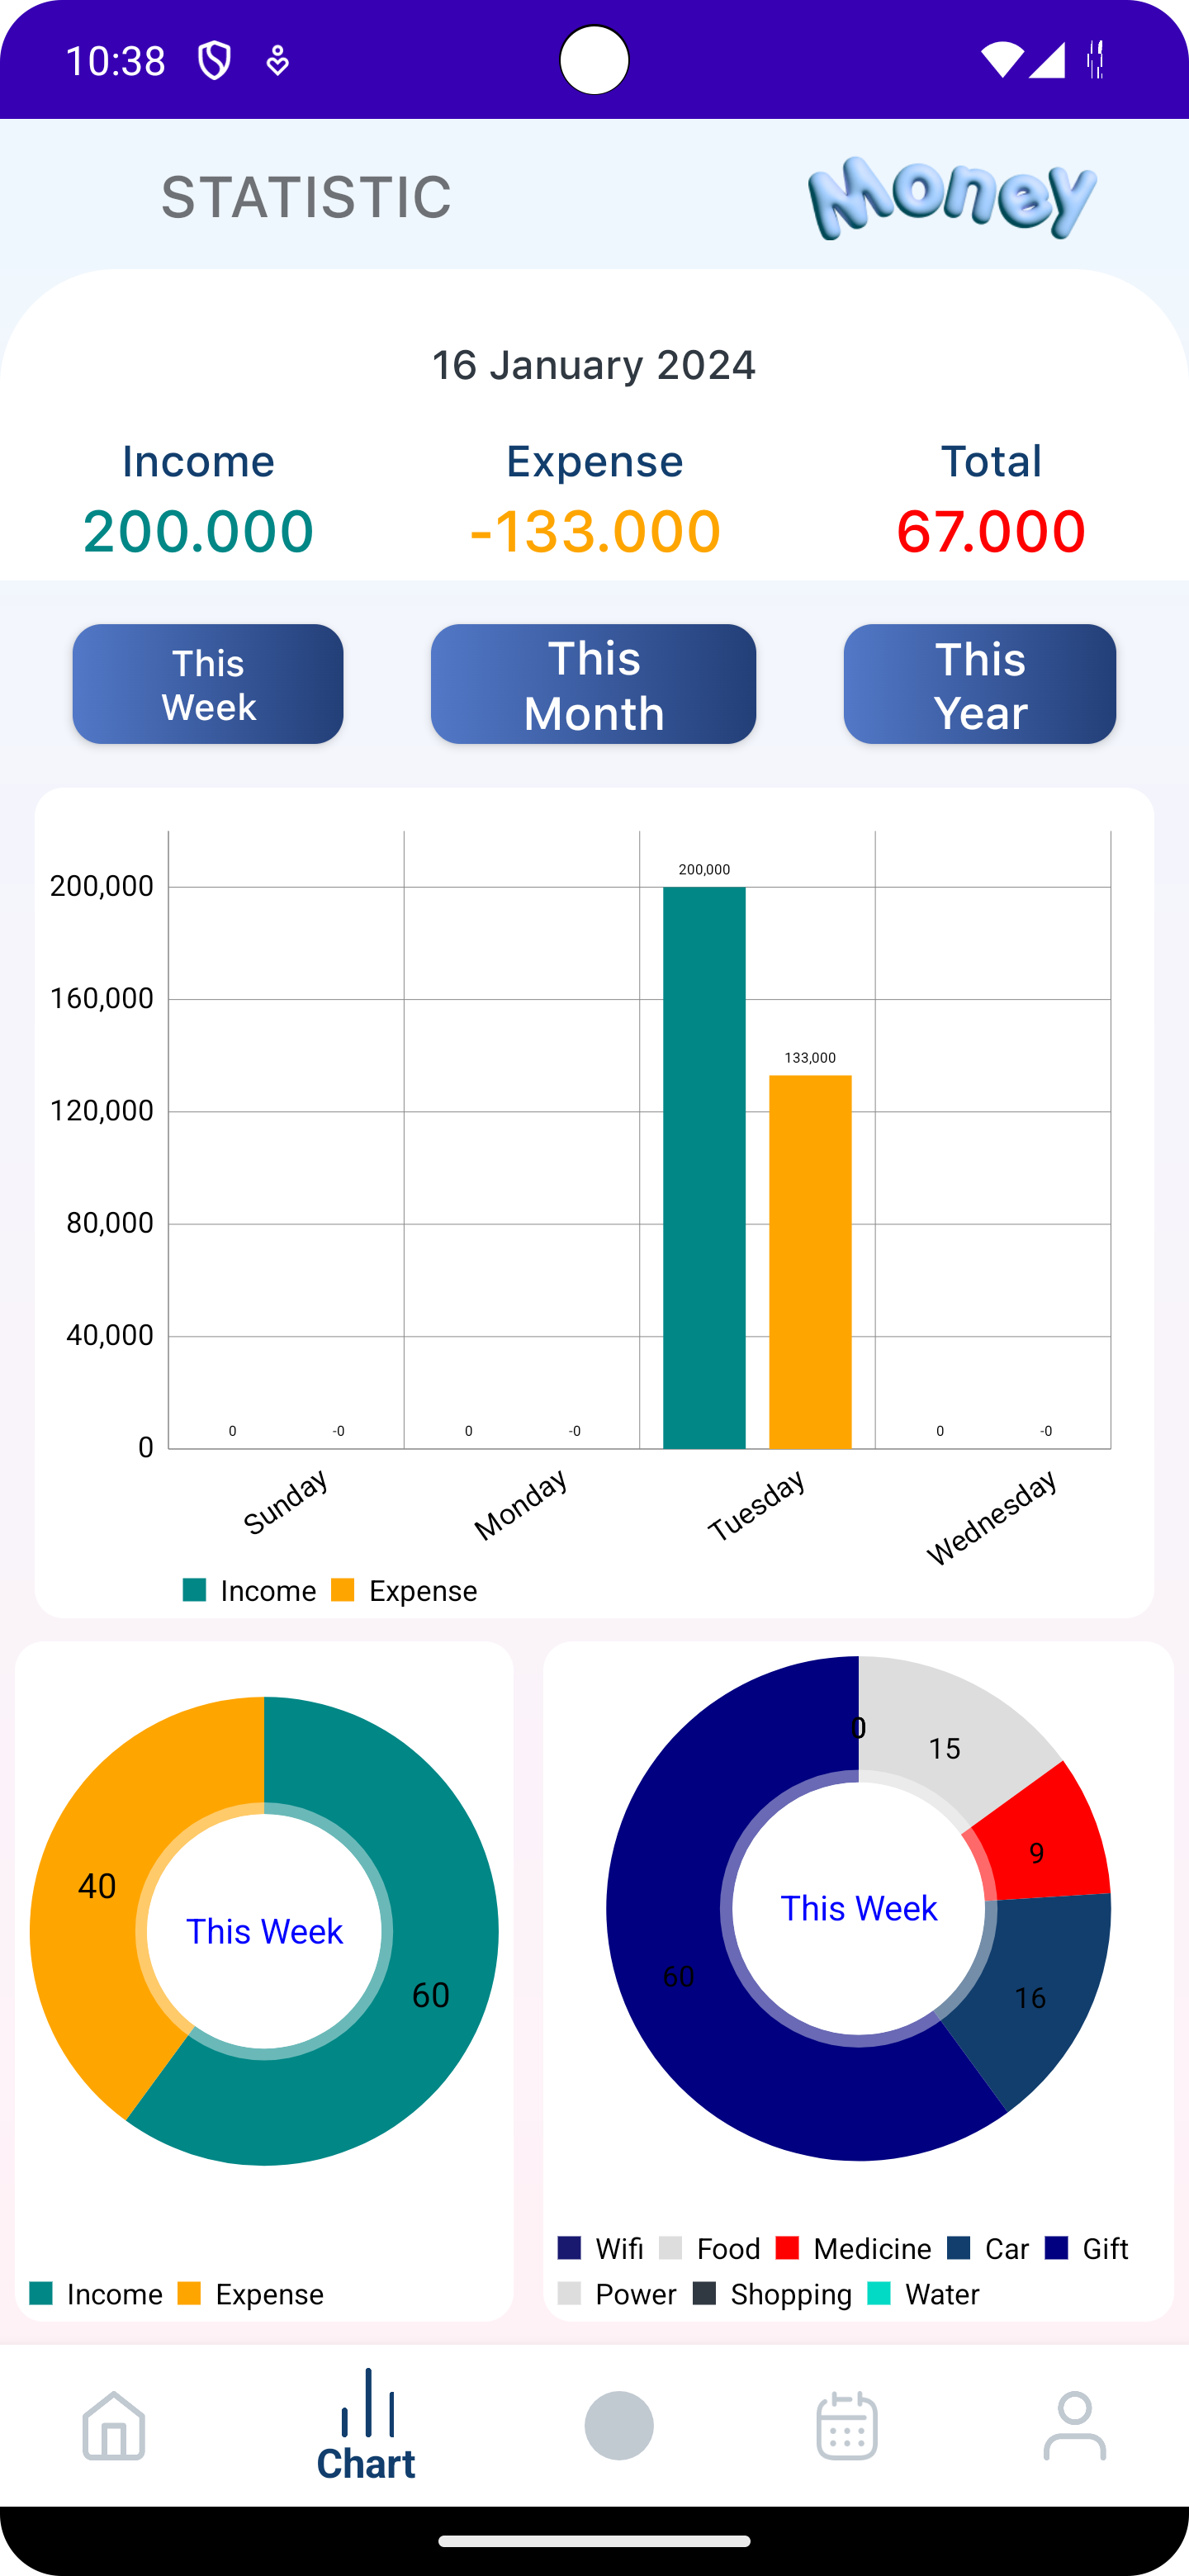 10:38
STATISTIC
Money
16 January 2024
Income Expense Total
200.000 -133.000 67.000
This Week
This Month
This Year
200,000
160,000
120,000
80,000
40,000
0
200,000
133,000
0 -0 0 -0 0 -0
Sunday Monday Tuesday Wednesday
Income Expense
40
60
This Week
Income Expense
0
15
9
16
60
This Week
Wifi Food Medicine Car Gift
Power Shopping Water
Chart